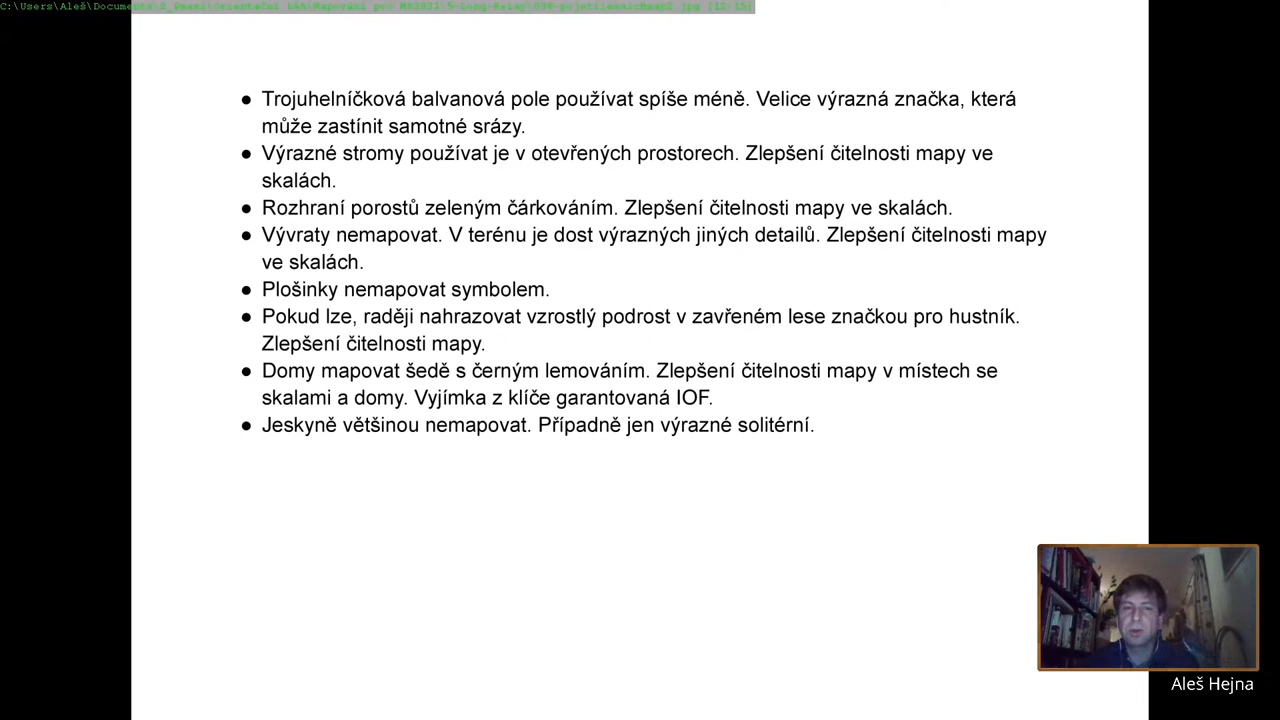 ● Trojuhelníčková balvanová pole používat spíše méně. Velice výrazná značka, která
může zastínit samotné srázy.
● Výrazné stromy používat je v otevřených prostorech. Zlepšení čitelnosti mapy ve
skalách.
● Rozhraní porostů zeleným čárkováním. Zlepšení čitelnosti mapy ve skalách.
● Vývraty nemapovat. V terénu je dost výrazných jiných detailů. Zlepšení čitelnosti mapy
ve skalách.
● Plošinky nemapovat symbolem.
● Pokud lze, raději nahrazovat vzrostlý podrost v zavřeném lese značkou pro hustník.
Zlepšení čitelnosti mapy.
● Domy mapovat šedě s černým lemováním. Zlepšení čitelnosti mapy v místech se
skalami a domy. Vyjímka z klíče garantovaná IOF.
● Jeskyně většinou nemapovat. Případně jen výrazné solitérní.
Aleš Hejna